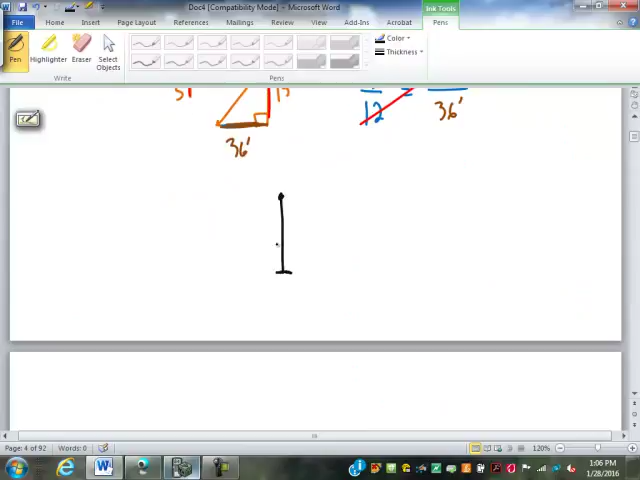 Doc4 [Compatibility Mode] - Microsoft Word
Ink Tools
File Home Insert Page Layout References Mailings Review View Add-Ins Acrobat Pens
Pen Highlighter Eraser Select Objects
Color
Thickness
Write
Pens
36'
12
36'
Page: 4 of 92 Words: 0
120%
1:06 PM
1/28/2016